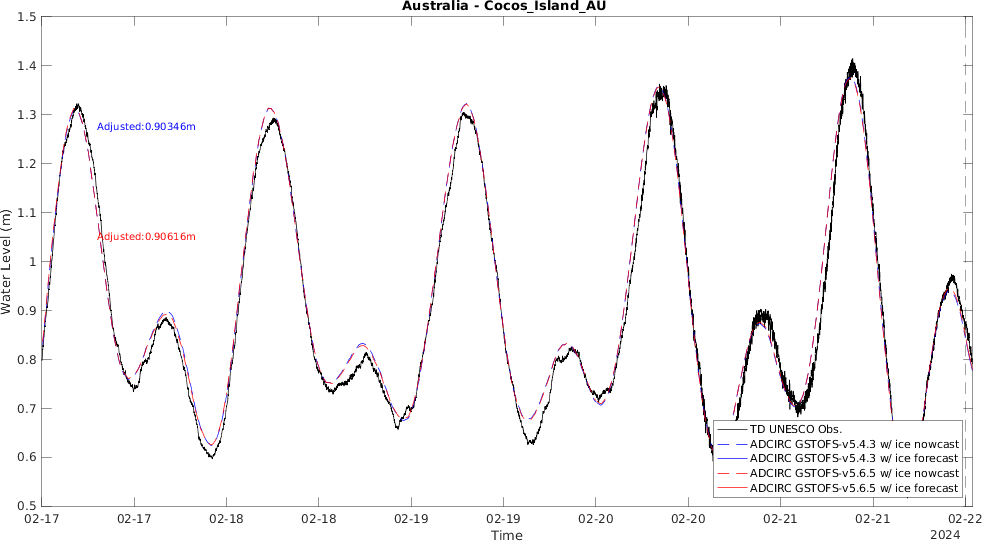 Australia - Cocos_Island_AU
1.5
1.4
1.3
1.2
1.1
1
0.9
0.8
0.7
0.6
0.5
Water Level (m)
Adjusted:0.90346m
Adjusted:0.90616m
TD UNESCO Obs.
ADCIRC GSTOFS-v5.4.3 w/ ice nowcast
ADCIRC GSTOFS-v5.4.3 w/ ice forecast
ADCIRC GSTOFS-v5.6.5 w/ ice nowcast
ADCIRC GSTOFS-v5.6.5 w/ ice forecast
02-17 02-17 02-18 02-18 02-19 02-19 02-20 02-20 02-21 02-21 02-22
Time
2024